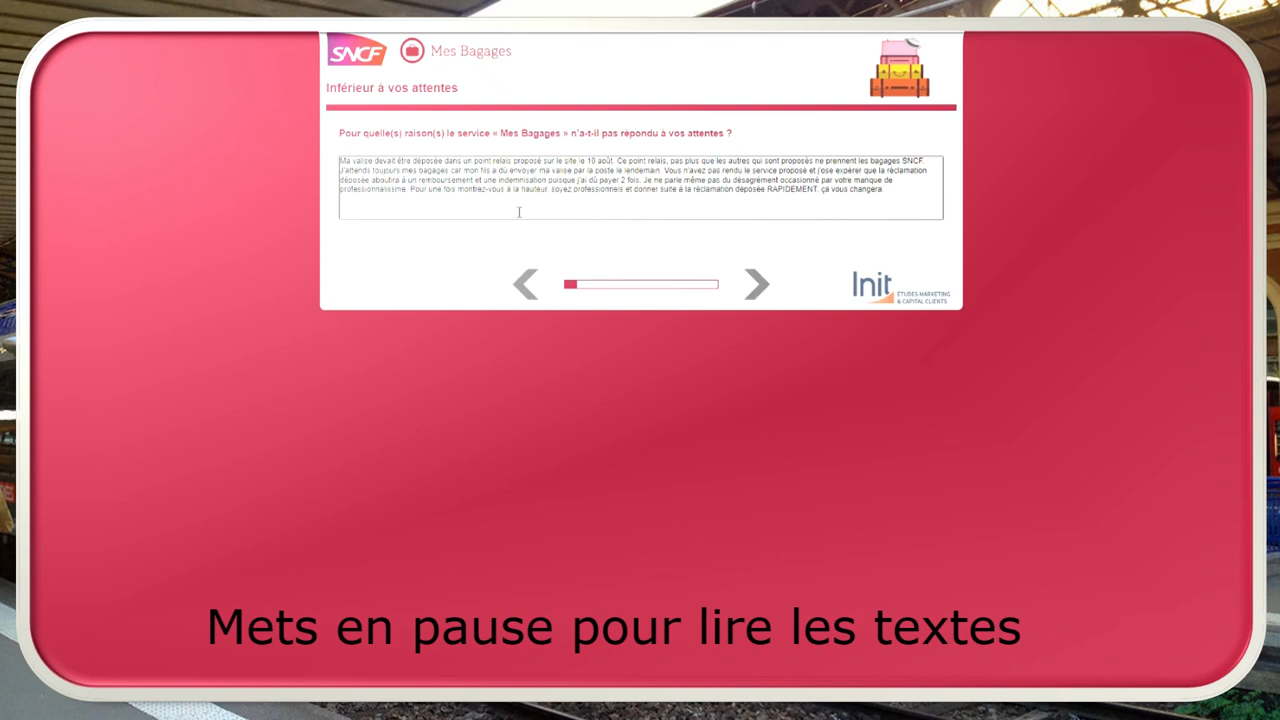 SNCF Mes Bagages
Inférieur à vos attentes
Pour quelle(s) raison(s) le service « Mes Bagages » n'a-t-il pas répondu à vos attentes ?
Ma valise devait être déposée dans un point relais proposé sur le site le 10 août. Ce point relais, pas plus que les autres qui sont proposés ne prennent les bagages SNCF.
J'attends toujours mes bagages car mon fils a dû envoyer ma valise par la poste le lendemain. Vous n'avez pas rendu le service proposé et j'ose espérer que la réclamation
déposée aboutira à un remboursement et une indemnisation puisque j'ai dû payer 2 fois. Je ne parle même pas du désagrément occasionné par votre manque de
professionnalisme. Pour une fois montrez-vous à la hauteur, soyez professionnels et donner suite à la réclamation déposée RAPIDEMENT, ça vous changera.
Init
ÉTUDES MARKETING
& CAPITAL CLIENTS
Mets en pause pour lire les textes